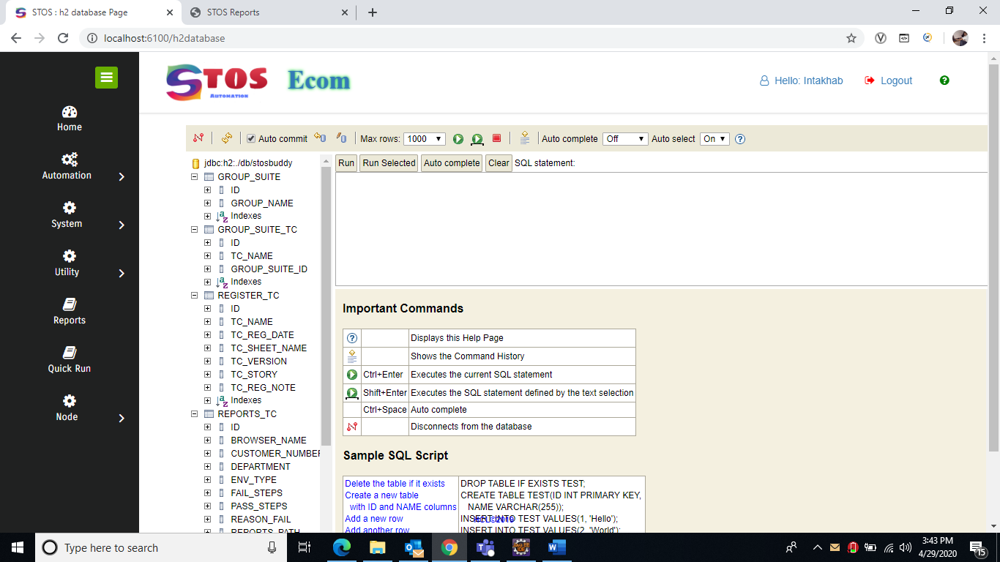 STOS : h2 database Page
STOS Reports
localhost:6100/h2database
STOS
Automation
Ecom
Hello: Intakhab
Logout
Home
Automation
System
Utility
Reports
Quick Run
Node
Auto commit
Max rows:
1000
Auto complete
Off
Auto select
On
jdbc:h2:./db/stosbuddy
GROUP_SUITE
ID
GROUP_NAME
Indexes
GROUP_SUITE_TC
ID
TC_NAME
GROUP_SUITE_ID
Indexes
REGISTER_TC
ID
TC_NAME
TC_REG_DATE
TC_SHEET_NAME
TC_VERSION
TC_STORY
TC_REG_NOTE
Indexes
REPORTS_TC
ID
BROWSER_NAME
CUSTOMER_NUMBER
DEPARTMENT
ENV_TYPE
FAIL_STEPS
PASS_STEPS
REASON_FAIL
REPORTS_PATH
Run
Run Selected
Auto complete
Clear
SQL statement:
Important Commands
Displays this Help Page
Shows the Command History
Ctrl+Enter Executes the current SQL statement
Shift+Enter Executes the SQL statement defined by the text selection
Ctrl+Space Auto complete
Disconnects from the database
Sample SQL Script
Delete the table if it exists DROP TABLE IF EXISTS TEST;
Create a new table CREATE TABLE TEST(ID INT PRIMARY KEY,
with ID and NAME columns NAME VARCHAR(255));
Add a new row INSERT INTO TEST VALUES(1, 'Hello');
Add another row INSERT INTO TEST VALUES(2, 'World');
Type here to search
3:43 PM
4/29/2020
15